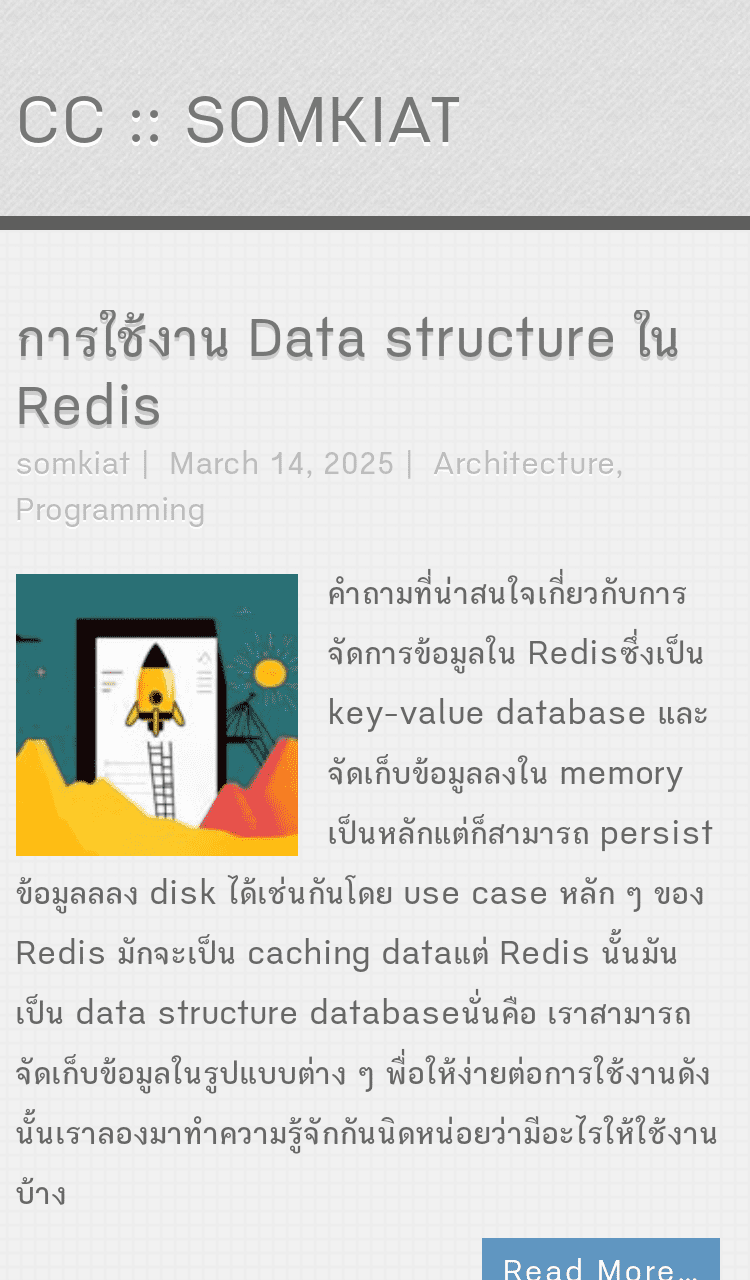 CC :: SOMKIAT
การใช้งาน Data structure ใน
Redis
somkiat | March 14, 2025 | Architecture,
Programming
คำถามที่น่าสนใจเกี่ยวกับการ
จัดการข้อมูลใน Redisซึ่งเป็น
key-value database และ
จัดเก็บข้อมูลลงใน memory
เป็นหลักแต่ก็สามารถ persist
ข้อมูลลลง disk ได้เช่นกันโดย use case หลัก ๆ ของ
Redis มักจะเป็น caching dataแต่ Redis นั้นมัน
เป็น data structure databaseนั่นคือ เราสามารถ
จัดเก็บข้อมูลในรูปแบบต่าง ๆ พื่อให้ง่ายต่อการใช้งานดัง
นั้นเราลองมาทำความรู้จักกันนิดหน่อยว่ามีอะไรให้ใช้งาน
บ้าง
Read More…